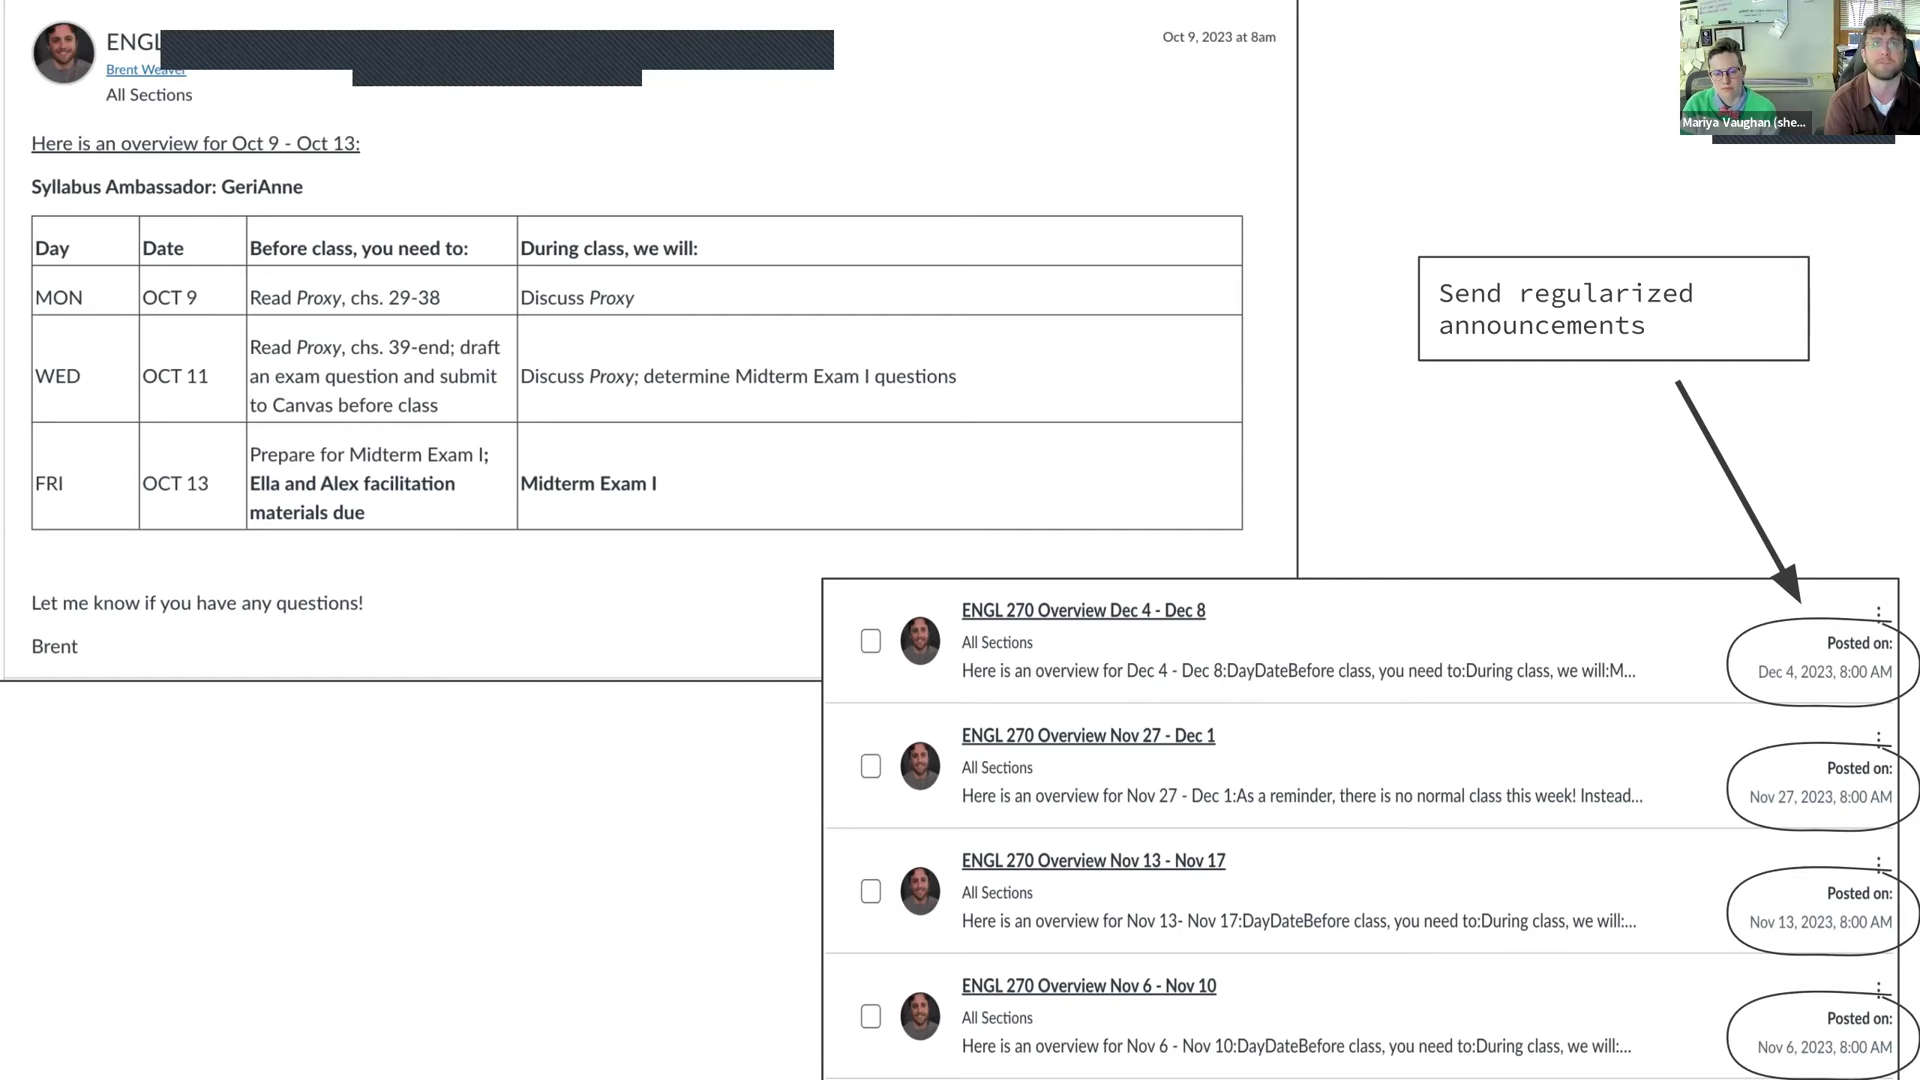 ENGL
Oct 9, 2023 at 8am
Brent Weaver
All Sections
Here is an overview for Oct 9 - Oct 13:
Syllabus Ambassador: GeriAnne
Day Date Before class, you need to: During class, we will:
MON OCT 9 Read Proxy, chs. 29-38 Discuss Proxy
WED OCT 11 Read Proxy, chs. 39-end; draft
an exam question and submit
to Canvas before class
Discuss Proxy; determine Midterm Exam I questions
FRI OCT 13 Prepare for Midterm Exam I;
Ella and Alex facilitation
materials due
Midterm Exam I
Let me know if you have any questions!
Brent
Mariya Vaughan (she...
Send regularized
announcements
ENGL 270 Overview Dec 4 - Dec 8
All Sections
Here is an overview for Dec 4 - Dec 8:DayDateBefore class, you need to:During class, we will:M...
Posted on:
Dec 4, 2023, 8:00 AM
ENGL 270 Overview Nov 27 - Dec 1
All Sections
Here is an overview for Nov 27 - Dec 1:As a reminder, there is no normal class this week! Instead...
Posted on:
Nov 27, 2023, 8:00 AM
ENGL 270 Overview Nov 13 - Nov 17
All Sections
Here is an overview for Nov 13- Nov 17:DayDateBefore class, you need to:During class, we will:...
Posted on:
Nov 13, 2023, 8:00 AM
ENGL 270 Overview Nov 6 - Nov 10
All Sections
Here is an overview for Nov 6 - Nov 10:DayDateBefore class, you need to:During class, we will:...
Posted on:
Nov 6, 2023, 8:00 AM